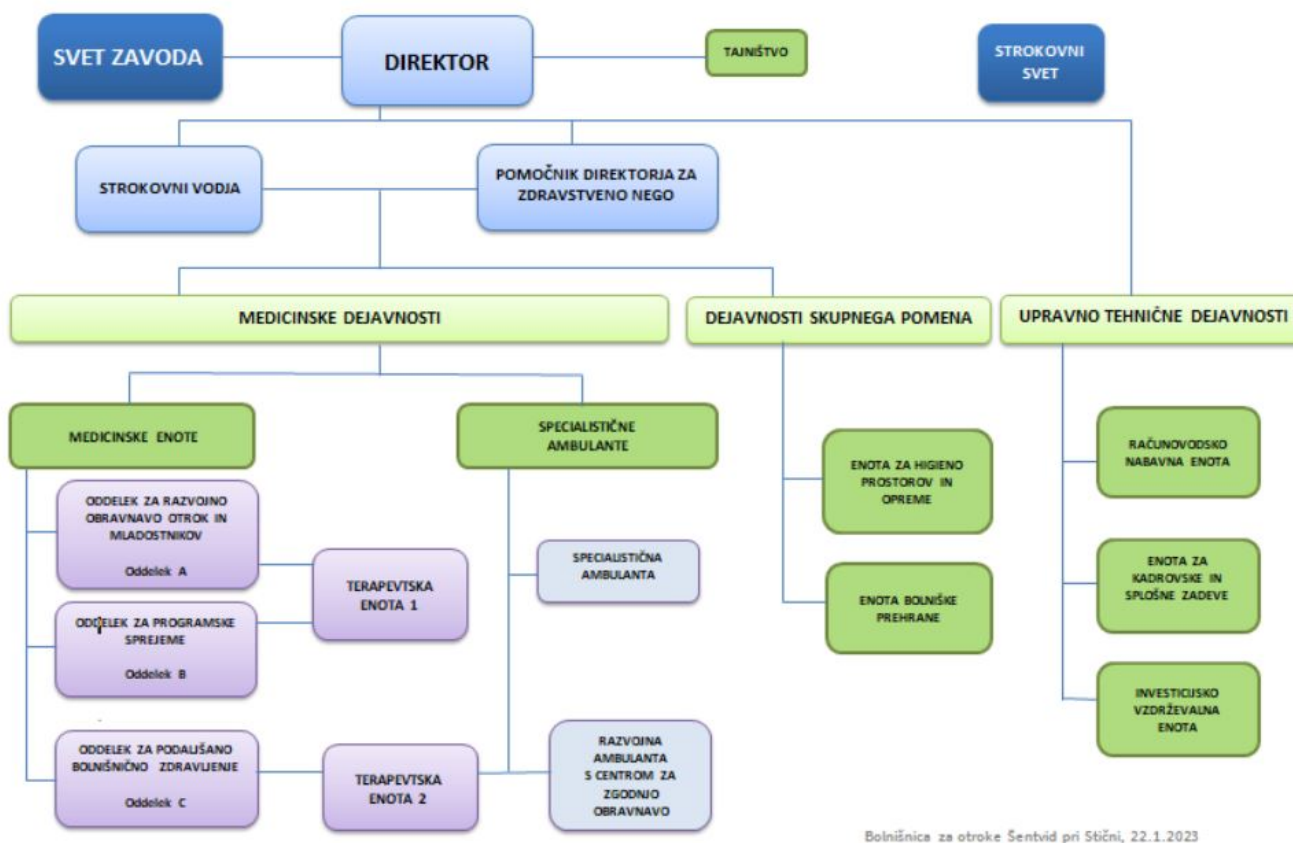 SVET ZAVODA
DIREKTOR
TAJNIŠTVO
STROKOVNI
SVET
STROKOVNI VODJA
POMOČNIK DIREKTORJA ZA
ZDRAVSTVENO NEGO
MEDICINSKE DEJAVNOSTI
DEJAVNOSTI SKUPNEGA POMENA
UPRAVNO TEHNIČNE DEJAVNOSTI
MEDICINSKE ENOTE
SPECIALISTIČNE
AMBULANTE
ODDELEK ZA RAZVOJNO
OBRAVNAVO OTROK IN
MLADOSTNIKOV
Oddelek A
ODDELEK ZA PROGRAMSKE
SPREJEME
Oddelek B
ODDELEK ZA PODALJŠANO
BOLNIŠNIČNO ZDRAVLJENJE
Oddelek C
TERAPEVTSKA
ENOTA 1
TERAPEVTSKA
ENOTA 2
SPECIALISTIČNA
AMBULANTA
RAZVOJNA
AMBULANTA
S CENTROM ZA
ZGODNJO
OBRAVNAVO
ENOTA ZA HIGIENO
PROSTOROV IN
OPREME
ENOTA BOLNIŠKE
PREHRANE
RAČUNOVODSKO
NABAVNA ENOTA
ENOTA ZA
KADROVSKE IN
SPLOŠNE ZADEVE
INVESTICIJSKO
VZDRŽEVALNA
ENOTA
Bolnišnica za otroke Šentvid pri Stični, 22.1.2023